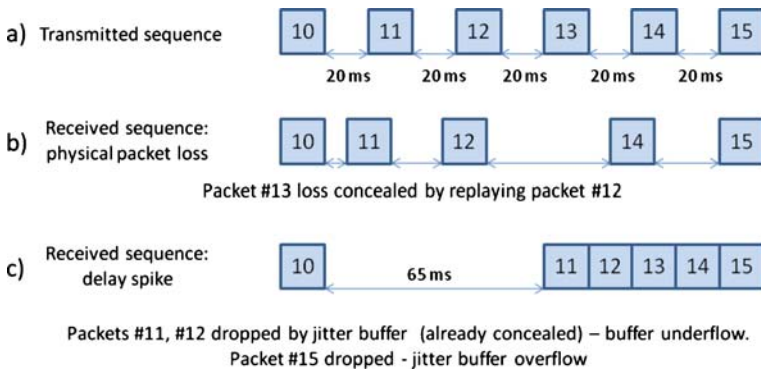 a) Transmitted sequence
10 11 12 13 14 15
20 ms 20 ms 20 ms 20 ms 20 ms
b) Received sequence:
physical packet loss
10 11 12 14 15
Packet #13 loss concealed by replaying packet #12
c) Received sequence:
delay spike
10 65 ms 11 12 13 14 15
Packets #11, #12 dropped by jitter buffer (already concealed) – buffer underflow.
Packet #15 dropped - jitter buffer overflow